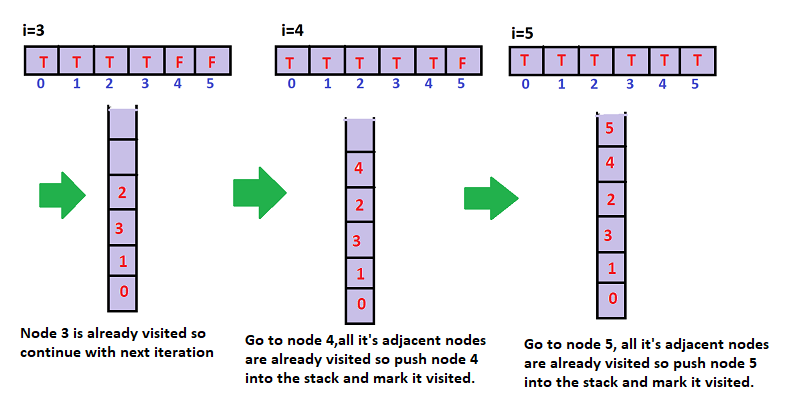 i=3
T T T T F F
0 1 2 3 4 5
2
3
1
0
Node 3 is already visited so
continue with next iteration
i=4
T T T T T F
0 1 2 3 4 5
4
2
3
1
0
Go to node 4,all it's adjacent nodes
are already visited so push node 4
into the stack and mark it visited.
i=5
T T T T T T
0 1 2 3 4 5
5
4
2
3
1
0
Go to node 5, all it's adjacent nodes
are already visited so push node 5
into the stack and mark it visited.